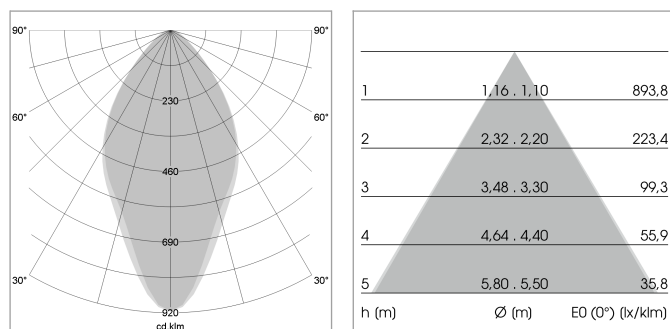 90° 90°
60° 60°
30° 30°
230
460
690
920
cd.klm
1 1,16 . 1,10 893,8
2 2,32 . 2,20 223,4
3 3,48 . 3,30 99,3
4 4,64 . 4,40 55,9
5 5,80 . 5,50 35,8
h (m) Ø (m) E0 (0°) (lx/klm)